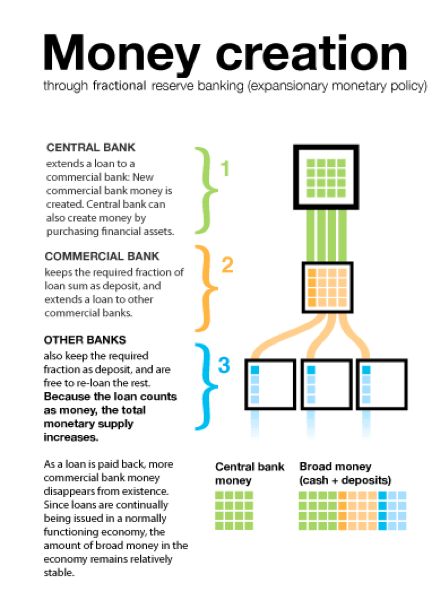 Money creation
through fractional reserve banking (expansionary monetary policy)
CENTRAL BANK
extends a loan to a
commercial bank: New
commercial bank money is
created. Central bank can
also create money by
purchasing financial assets.
1
COMMERCIAL BANK
keeps the required fraction of
loan sum as deposit, and
extends a loan to other
commercial banks.
2
OTHER BANKS
also keep the required
fraction as deposit, and are
free to re-loan the rest.
Because the loan counts
as money, the total
monetary supply
increases.
3
As a loan is paid back, more
commercial bank money
disappears from existence.
Since loans are continually
being issued in a normally
functioning economy, the
amount of broad money in the
economy remains relatively
stable.
Central bank
money
Broad money
(cash + deposits)